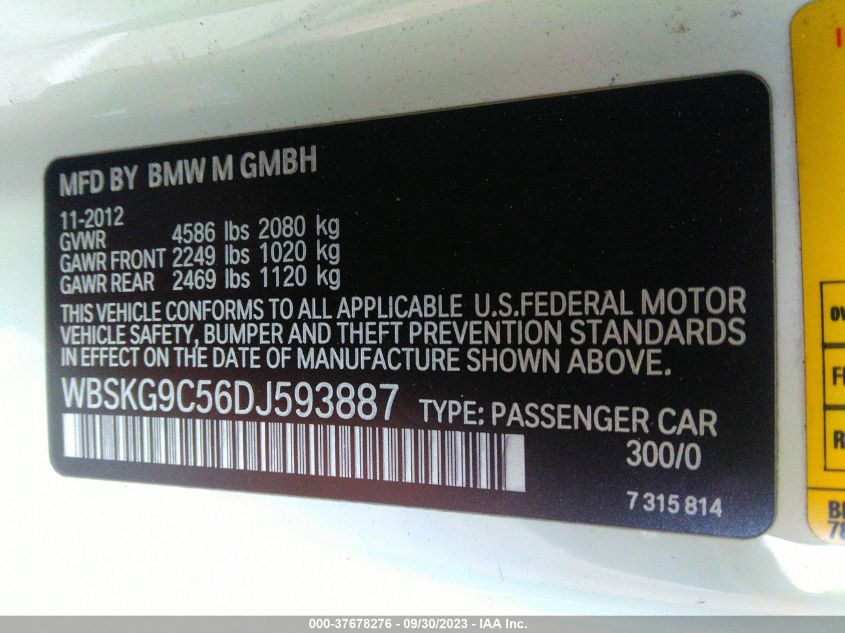 MFD BY BMW M GMBH
11-2012
GVWR 4586 lbs 2080 kg
GAWR FRONT 2249 lbs 1020 kg
GAWR REAR 2469 lbs 1120 kg
THIS VEHICLE CONFORMS TO ALL APPLICABLE U.S.FEDERAL MOTOR
VEHICLE SAFETY, BUMPER AND THEFT PREVENTION STANDARDS
IN EFFECT ON THE DATE OF MANUFACTURE SHOWN ABOVE.
WBSKG9C56DJ593887 TYPE: PASSENGER CAR
300/0
7 315 814
000-37678276 - 09/30/2023 - IAA Inc.